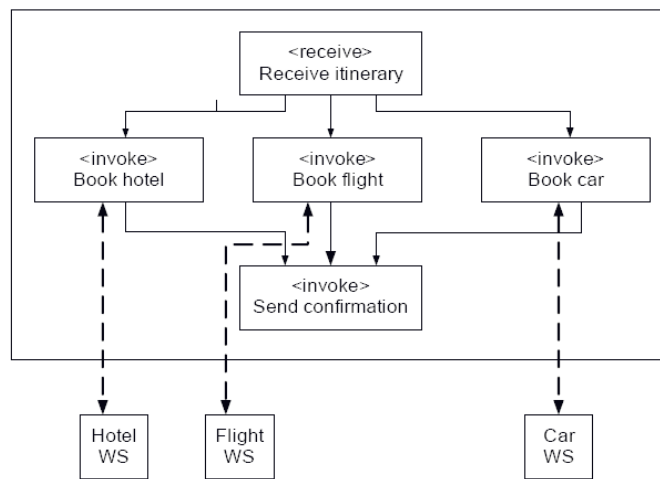 <receive>
Receive itinerary
<invoke>
Book hotel
<invoke>
Book flight
<invoke>
Book car
<invoke>
Send confirmation
Hotel
WS
Flight
WS
Car
WS